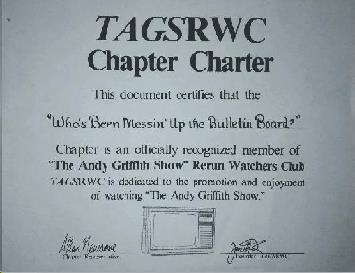 TAGSRWC
Chapter Charter
This document certifies that the
"Who's Been Messin' Up the Bulletin Board?"
Chapter is an officially recognized member of
"The Andy Griffith Show" Rerun Watchers Club
TAGSRWC is dedicated to the promotion and enjoyment
of watching "The Andy Griffith Show."